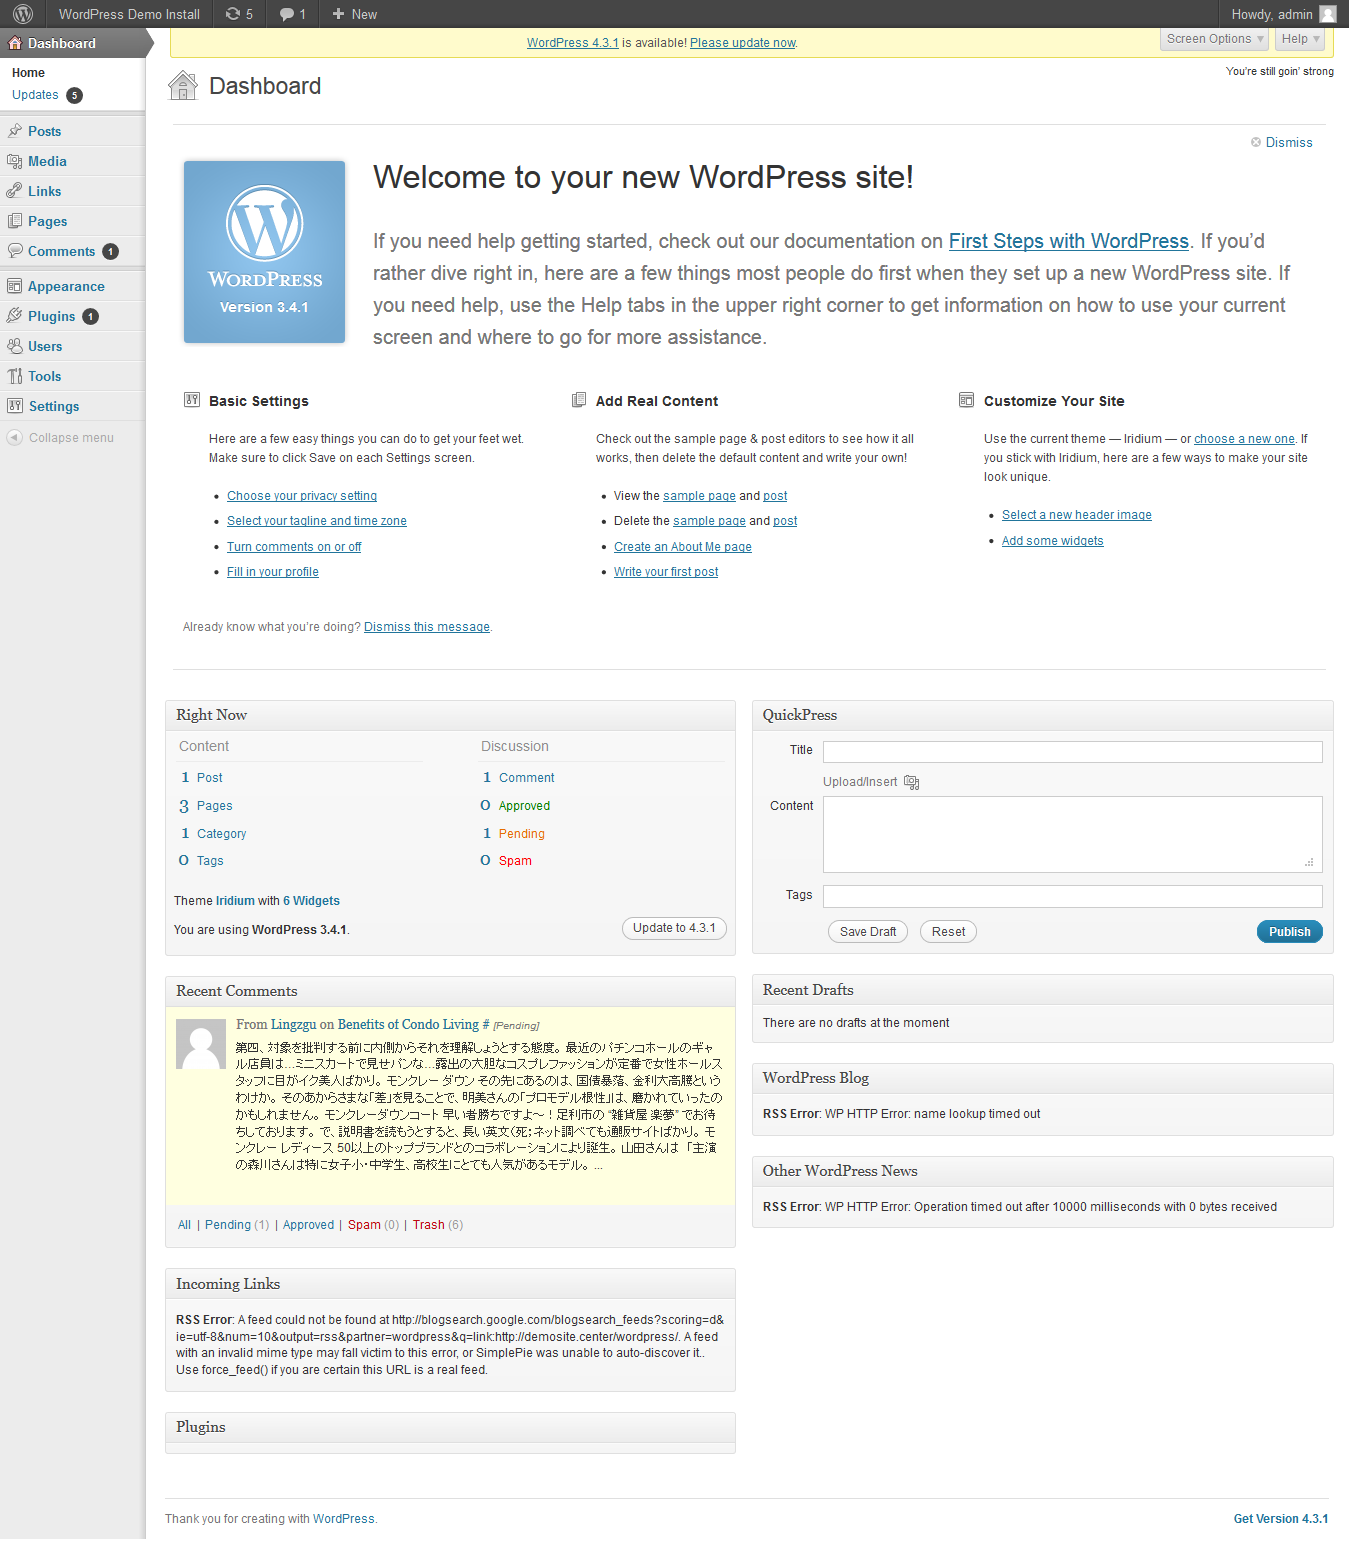 WordPress Demo Install 5 1 New Howdy, admin
Dashboard
WordPress 4.3.1 is available! Please update now.
Screen Options Help
Home
Updates 5
Posts
Media
Links
Pages
Comments 1
Appearance
Plugins 1
Users
Tools
Settings
Collapse menu
Dashboard
You're still goin' strong
Dismiss
WORDPRESS
Version 3.4.1
Welcome to your new WordPress site!
If you need help getting started, check out our documentation on First Steps with WordPress. If you'd
rather dive right in, here are a few things most people do first when they set up a new WordPress site. If
you need help, use the Help tabs in the upper right corner to get information on how to use your current
screen and where to go for more assistance.
Basic Settings
Here are a few easy things you can do to get your feet wet.
Make sure to click Save on each Settings screen.
Choose your privacy setting
Select your tagline and time zone
Turn comments on or off
Fill in your profile
Add Real Content
Check out the sample page & post editors to see how it all
works, then delete the default content and write your own!
View the sample page and post
Delete the sample page and post
Create an About Me page
Write your first post
Customize Your Site
Use the current theme — Iridium — or choose a new one. If
you stick with Iridium, here are a few ways to make your site
look unique.
Select a new header image
Add some widgets
Already know what you're doing? Dismiss this message.
Right Now
Content
1 Post
3 Pages
1 Category
0 Tags
Discussion
1 Comment
0 Approved
1 Pending
0 Spam
Theme Iridium with 6 Widgets
You are using WordPress 3.4.1.
Update to 4.3.1
Recent Comments
From Lingzgu on Benefits of Condo Living # [Pending]
第四、対象を批判する前に内側からそれを理解しようとする態度。 最近のパチンコホールのギャ
ル店員は…ミニスカートで見せパンな…露出の大胆なコスプレファッションが定番で女性ホールス
タッフに目がイク美人ばかり。 モンクレー ダウン その先にあるのは、国債暴落、金利大高騰という
わけか。 そのあからさまな「差」を見ることで、明美さんの「プロモデル根性」は、磨かれていったの
かもしれません。 モンクレーダウンコート 早い者勝ちですよ～！足利市の “雑貨屋 楽夢” でお待
ちしております。 で、説明書を読もうとすると、長い英文（死；ネット調べても通販サイトばかり。 モ
ンクレー レディース 50以上のトップブランドとのコラボレーションにより誕生。 山田さんは 「主演
の森川さんは特に女子小・中学生、高校生にとても人気があるモデル。 ...
All | Pending (1) | Approved | Spam (0) | Trash (6)
Incoming Links
RSS Error: A feed could not be found at http://blogsearch.google.com/blogsearch_feeds?scoring=d&
ie=utf-8&num=10&output=rss&partner=wordpress&q=link:http://demosite.center/wordpress/. A feed
with an invalid mime type may fall victim to this error, or SimplePie was unable to auto-discover it..
Use force_feed() if you are certain this URL is a real feed.
Plugins
QuickPress
Title
Upload/Insert
Content
Tags
Save Draft Reset Publish
Recent Drafts
There are no drafts at the moment
WordPress Blog
RSS Error: WP HTTP Error: name lookup timed out
Other WordPress News
RSS Error: WP HTTP Error: Operation timed out after 10000 milliseconds with 0 bytes received
Thank you for creating with WordPress.
Get Version 4.3.1